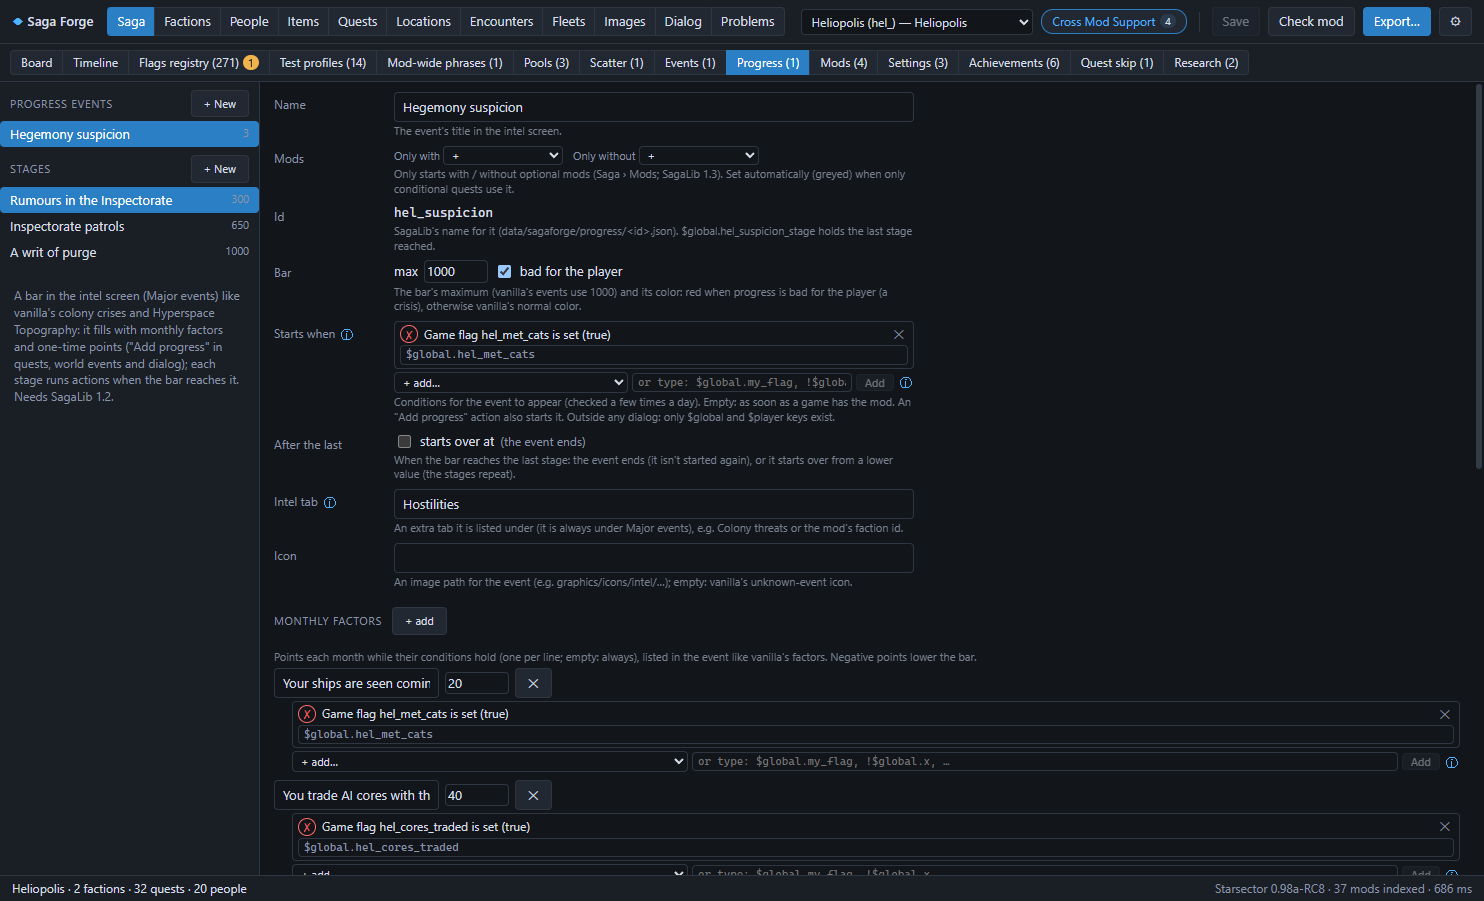 Saga Forge
Saga
Factions
People
Items
Quests
Locations
Encounters
Fleets
Images
Dialog
Problems
Heliopolis (hel_) — Heliopolis
Cross Mod Support 4
Save
Check mod
Export...
Board
Timeline
Flags registry (271) 1
Test profiles (14)
Mod-wide phrases (1)
Pools (3)
Scatter (1)
Events (1)
Progress (1)
Mods (4)
Settings (3)
Achievements (6)
Quest skip (1)
Research (2)
PROGRESS EVENTS
+ New
Hegemony suspicion 3
STAGES
+ New
Rumours in the Inspectorate 300
Inspectorate patrols 650
A writ of purge 1000
A bar in the intel screen (Major events) like
vanilla's colony crises and Hyperspace
Topography: it fills with monthly factors
and one-time points ("Add progress" in
quests, world events and dialog); each
stage runs actions when the bar reaches it.
Needs SagaLib 1.2.
Name
Hegemony suspicion
The event's title in the intel screen.
Mods
Only with +
Only without +
Only starts with / without optional mods (Saga › Mods; SagaLib 1.3). Set automatically (greyed) when only
conditional quests use it.
Id
hel_suspicion
SagaLib's name for it (data/sagaforge/progress/<id>.json). $global.hel_suspicion_stage holds the last stage
reached.
Bar
max 1000
bad for the player
The bar's maximum (vanilla's events use 1000) and its color: red when progress is bad for the player (a
crisis), otherwise vanilla's normal color.
Starts when
Game flag hel_met_cats is set (true)
$global.hel_met_cats
+ add...
or type: $global.my_flag, !$globa
Add
Conditions for the event to appear (checked a few times a day). Empty: as soon as a game has the mod. An
"Add progress" action also starts it. Outside any dialog: only $global and $player keys exist.
After the last
starts over at (the event ends)
When the bar reaches the last stage: the event ends (it isn't started again), or it starts over from a lower
value (the stages repeat).
Intel tab
Hostilities
An extra tab it is listed under (it is always under Major events), e.g. Colony threats or the mod's faction id.
Icon
An image path for the event (e.g. graphics/icons/intel/...); empty: vanilla's unknown-event icon.
MONTHLY FACTORS
+ add
Points each month while their conditions hold (one per line; empty: always), listed in the event like vanilla's factors. Negative points lower the bar.
Your ships are seen comin
20
Game flag hel_met_cats is set (true)
$global.hel_met_cats
+ add...
or type: $global.my_flag, !$global.x, …
Add
You trade AI cores with th
40
Game flag hel_cores_traded is set (true)
$global.hel_cores_traded
+ add...
or type: $global.my_flag, !$global.x, …
Add
Heliopolis · 2 factions · 32 quests · 20 people
Starsector 0.98a-RC8 · 37 mods indexed · 686 ms